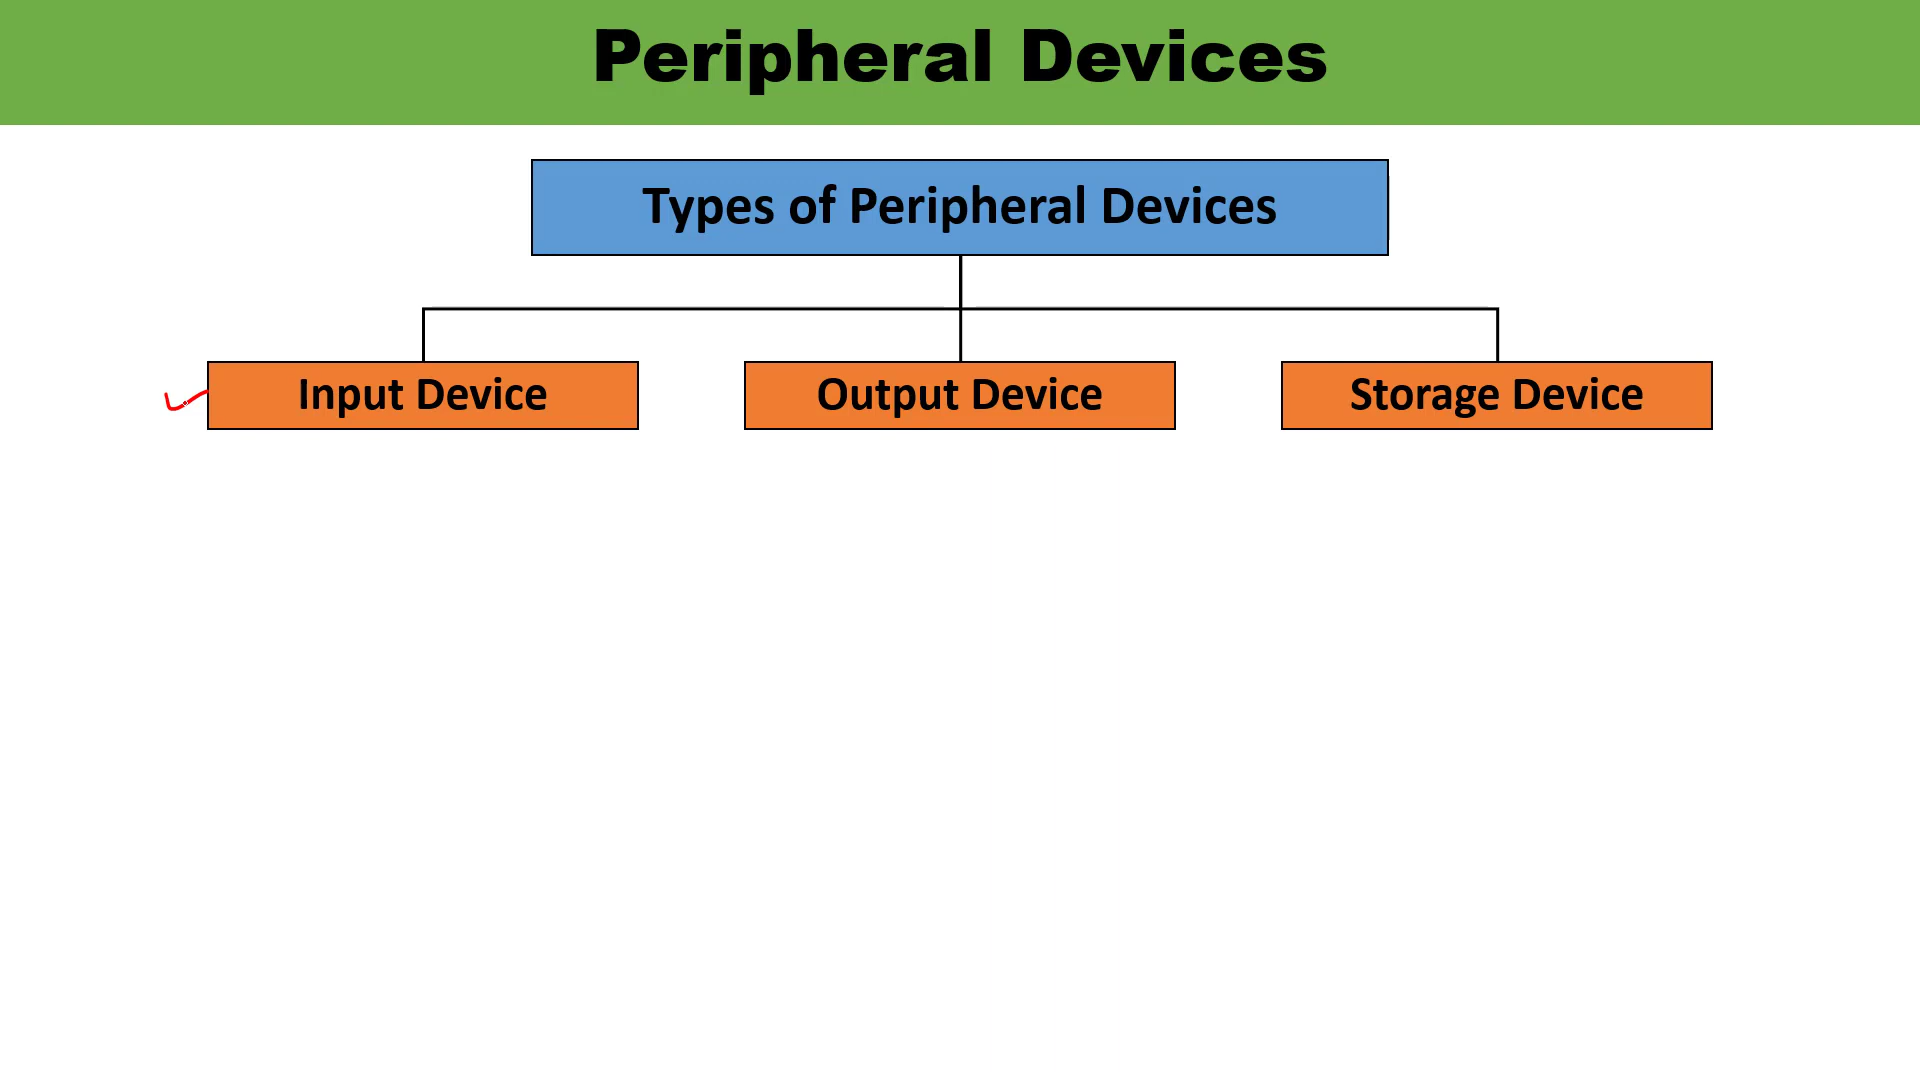 Peripheral Devices
Types of Peripheral Devices
Input Device
Output Device
Storage Device